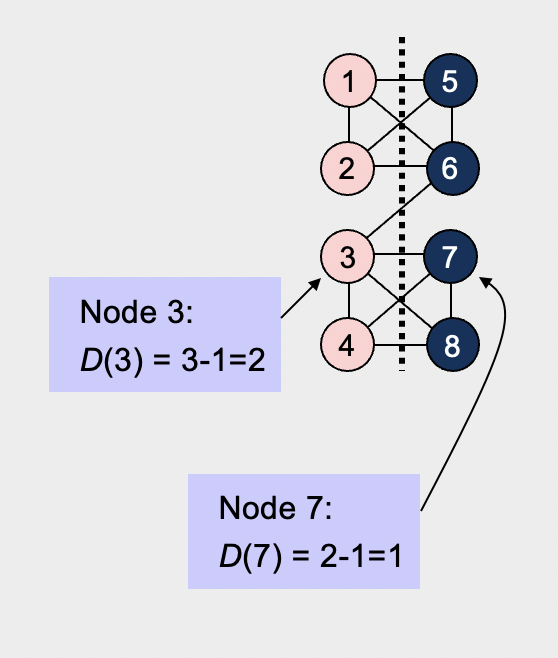 1
5
2
6
3
7
4
8
Node 3:
D(3) = 3-1=2
Node 7:
D(7) = 2-1=1